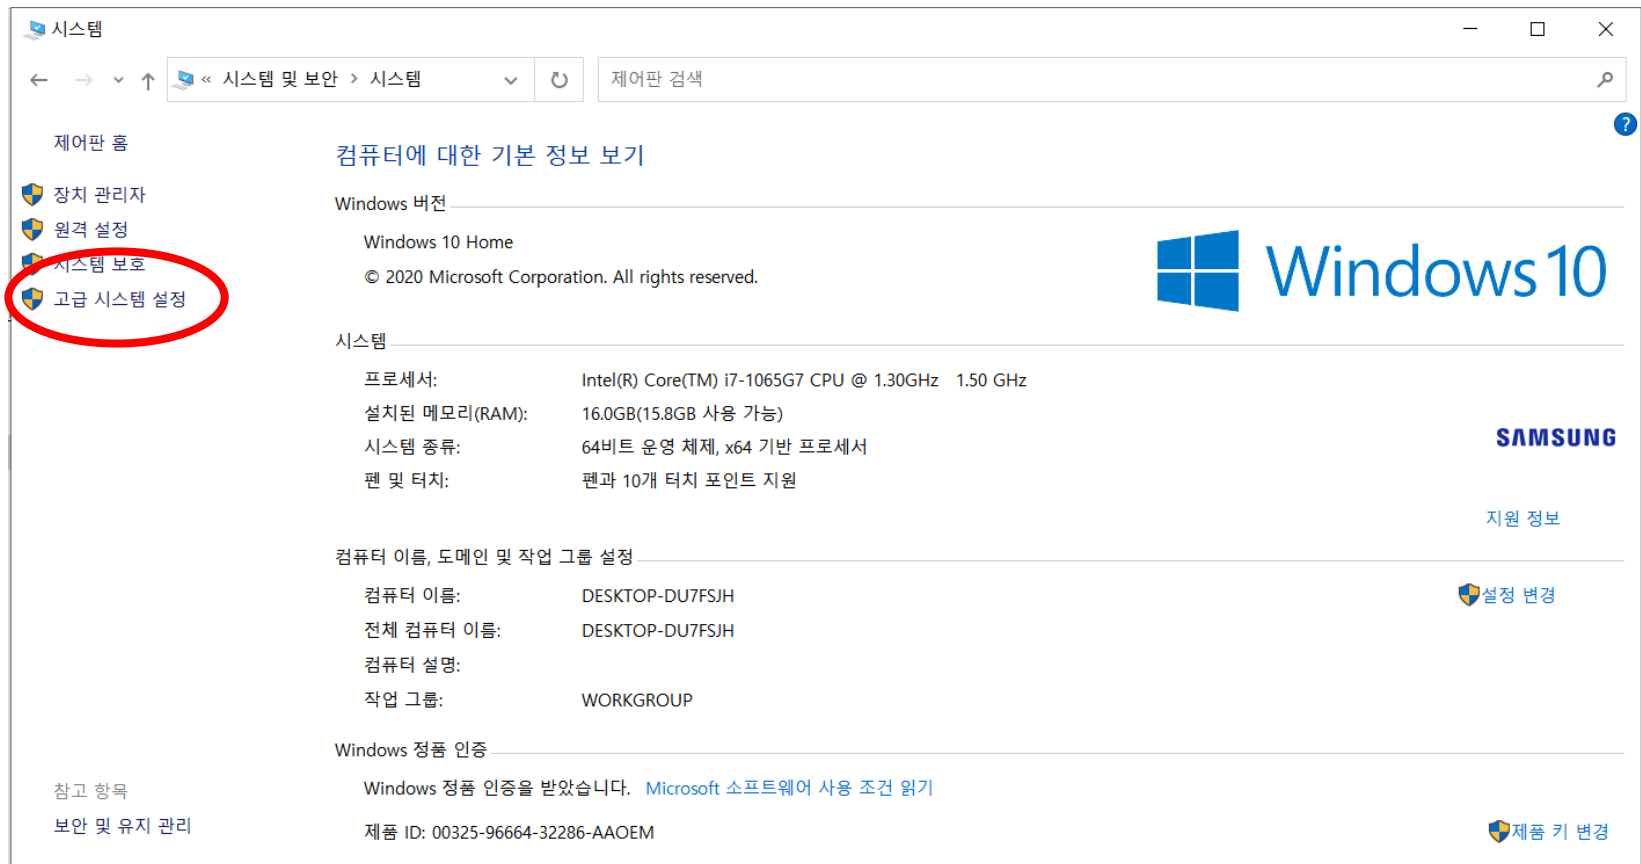 시스템
« 시스템 및 보안 > 시스템
제어판 검색
제어판 홈
장치 관리자
원격 설정
시스템 보호
고급 시스템 설정
컴퓨터에 대한 기본 정보 보기
Windows 버전
Windows 10 Home
© 2020 Microsoft Corporation. All rights reserved.
Windows 10
시스템
프로세서: Intel(R) Core(TM) i7-1065G7 CPU @ 1.30GHz 1.50 GHz
설치된 메모리(RAM): 16.0GB(15.8GB 사용 가능)
시스템 종류: 64비트 운영 체제, x64 기반 프로세서
펜 및 터치: 펜과 10개 터치 포인트 지원
SAMSUNG
지원 정보
컴퓨터 이름, 도메인 및 작업 그룹 설정
컴퓨터 이름: DESKTOP-DU7FSJH
설정 변경
전체 컴퓨터 이름: DESKTOP-DU7FSJH
컴퓨터 설명:
작업 그룹: WORKGROUP
Windows 정품 인증
Windows 정품 인증을 받았습니다. Microsoft 소프트웨어 사용 조건 읽기
제품 ID: 00325-96664-32286-AAOEM
제품 키 변경
참고 항목
보안 및 유지 관리